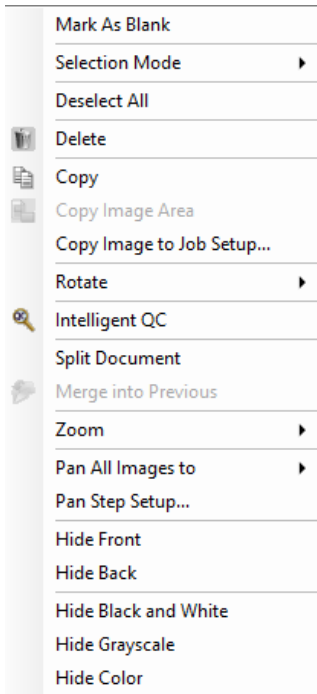 Mark As Blank
Selection Mode
Deselect All
Delete
Copy
Copy Image Area
Copy Image to Job Setup...
Rotate
Intelligent QC
Split Document
Merge into Previous
Zoom
Pan All Images to
Pan Step Setup...
Hide Front
Hide Back
Hide Black and White
Hide Grayscale
Hide Color